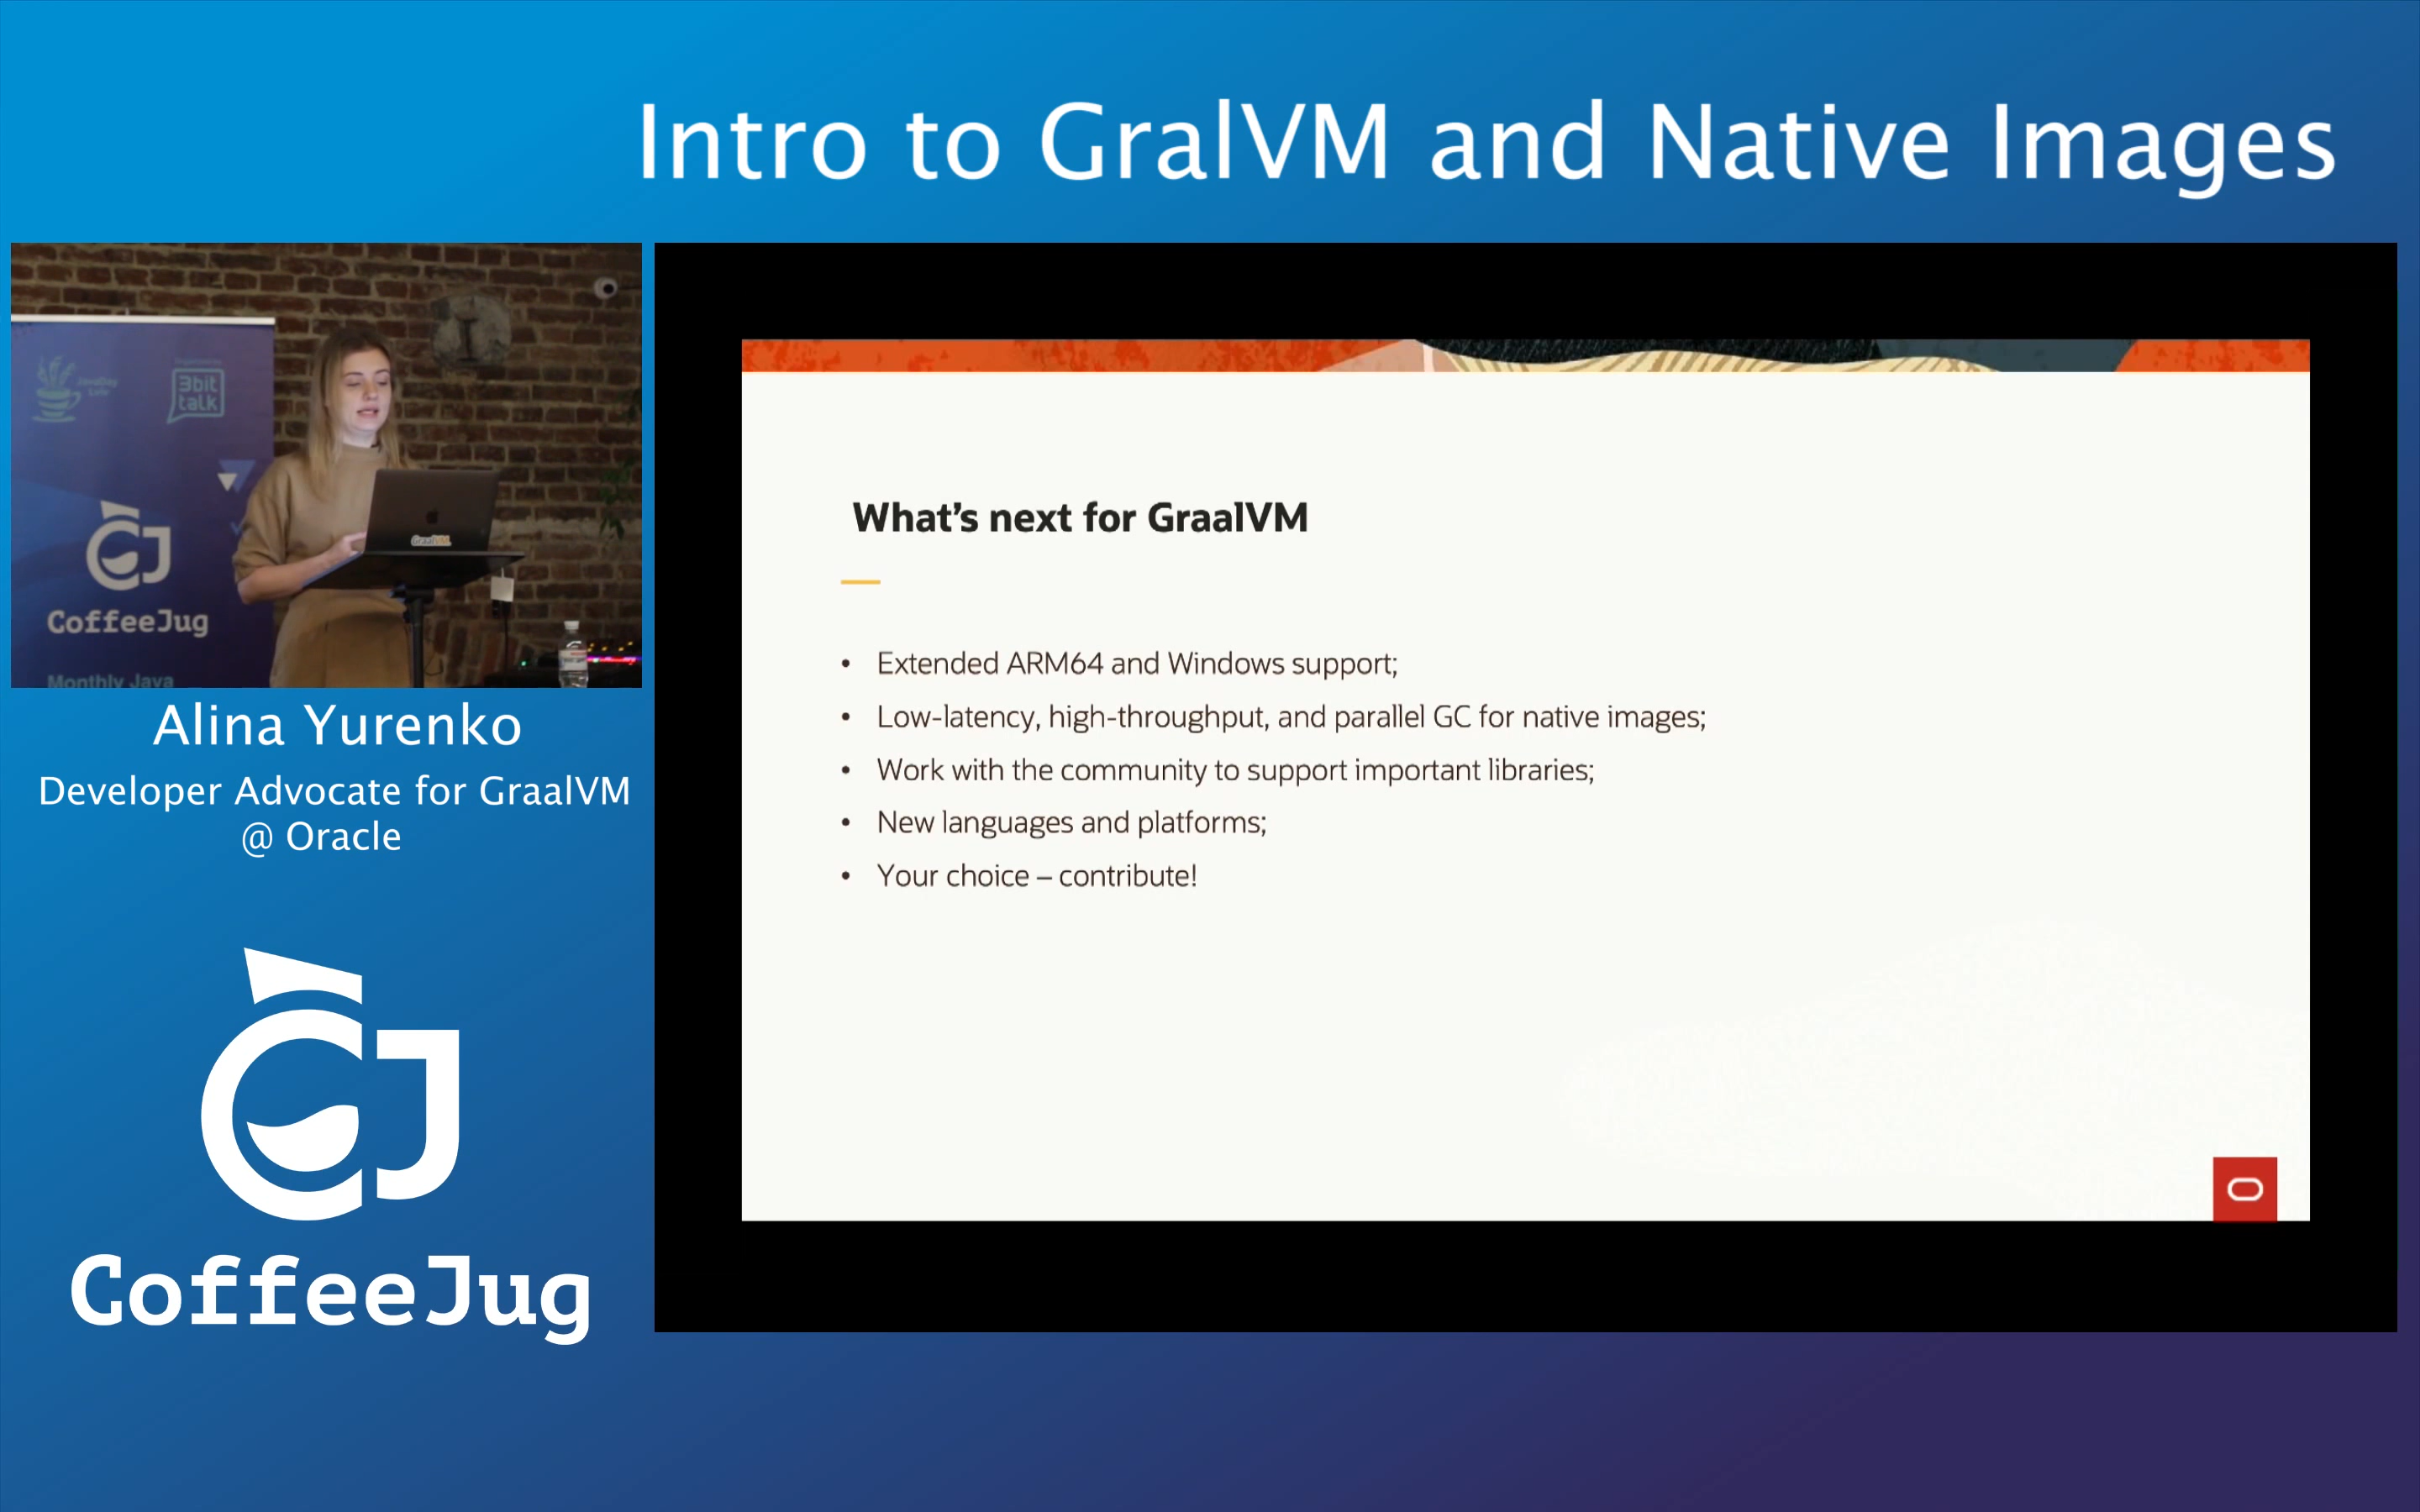 Intro to GralVM and Native Images
3bit
talk
CoffeeJug
Monthly Java
GraalVM
Alina Yurenko
Developer Advocate for GraalVM
@ Oracle
CJ
CoffeeJug
What's next for GraalVM
• Extended ARM64 and Windows support;
• Low-latency, high-throughput, and parallel GC for native images;
• Work with the community to support important libraries;
• New languages and platforms;
• Your choice – contribute!